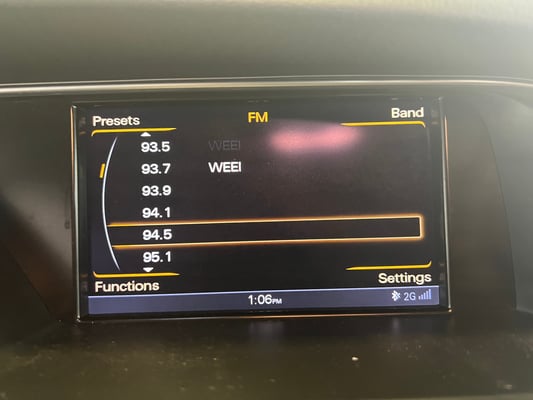 Presets FM Band
93.5 WEEI
93.7 WEEI
93.9
94.1
94.5
95.1
Functions Settings
1:06PM 2G